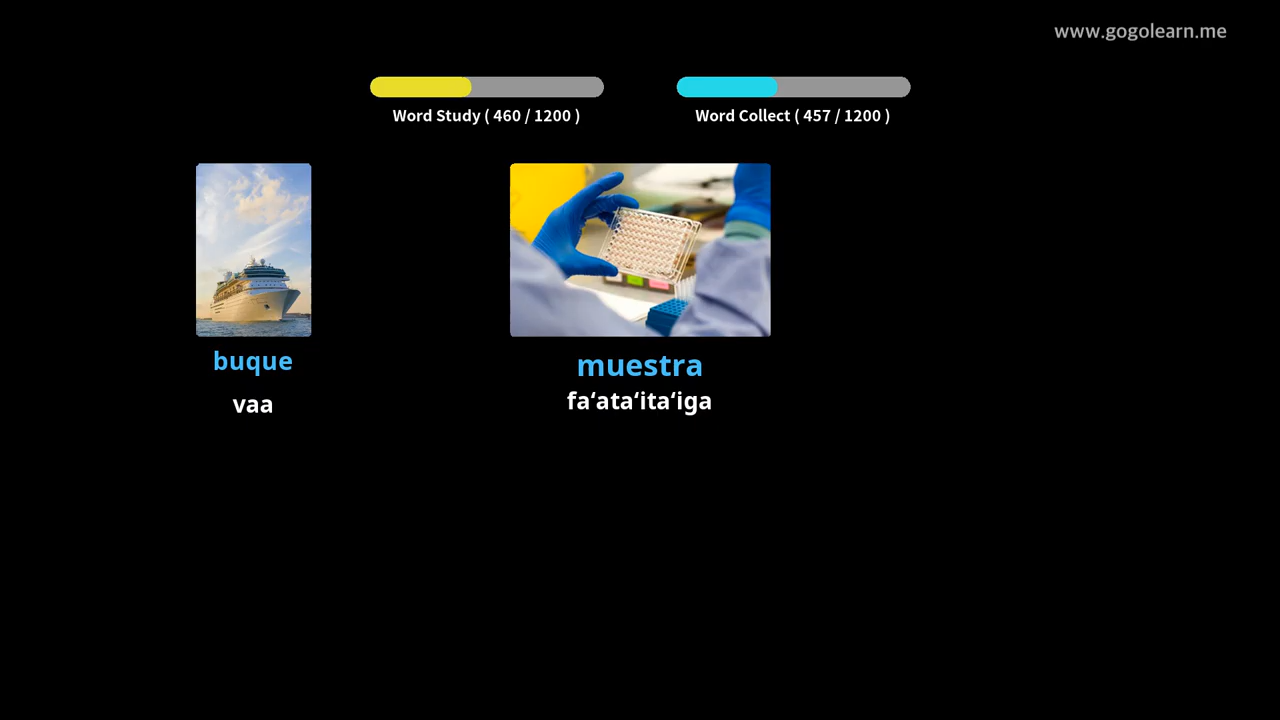 www.gogolearn.me
Word Study ( 460 / 1200 )
Word Collect ( 457 / 1200 )
buque
vaa
muestra
faʻataʻitaʻiga